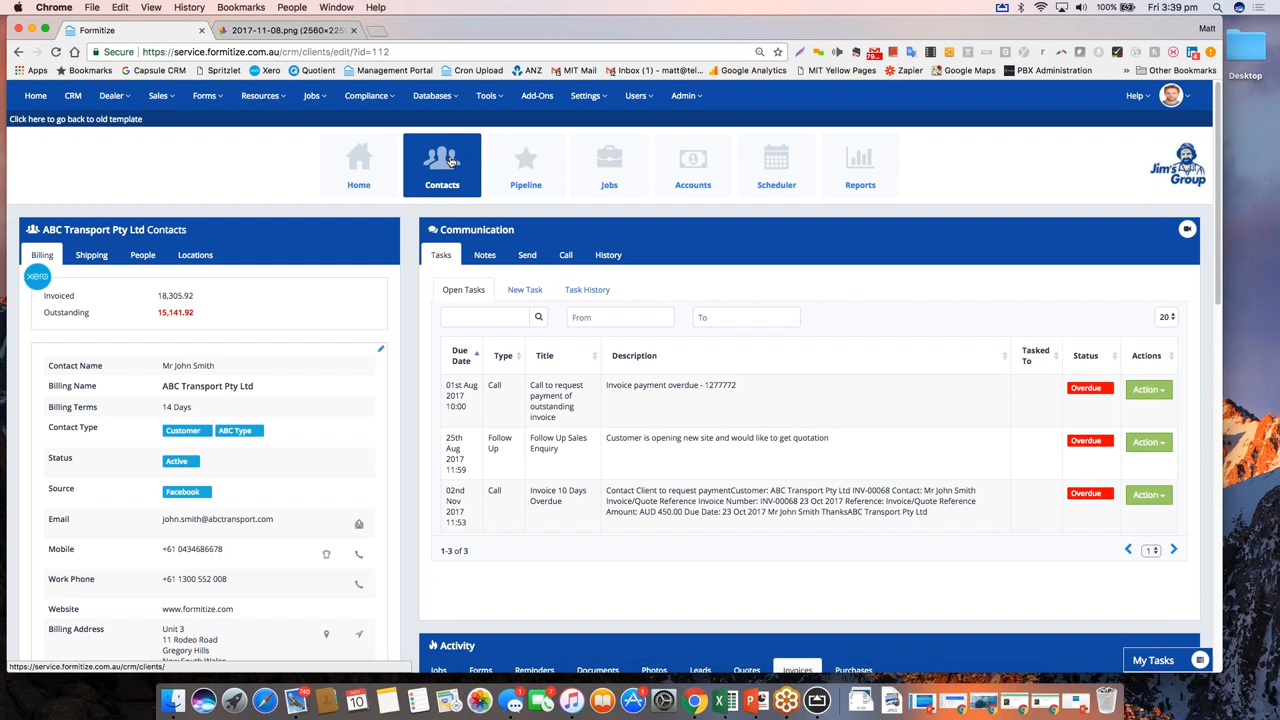 Chrome File Edit View History Bookmarks People Window Help 100% Fri 3:39 pm
Formitize 2017-11-08.png (2560×225 Matt
Secure https://service.formitize.com.au/crm/clients/edit/?id=112
Apps Bookmarks Capsule CRM Spritzlet Xero Quotient Management Portal Cron Upload ANZ MIT Mail Inbox (1) - matt@tel... Google Analytics MIT Yellow Pages Zapier Google Maps PBX Administration » Other Bookmarks
Desktop
Home CRM Dealer Sales Forms Resources Jobs Compliance Databases Tools Add-Ons Settings Users Admin Help
Click here to go back to old template
Home Contacts Pipeline Jobs Accounts Scheduler Reports
Jim's Group
ABC Transport Pty Ltd Contacts
Billing Shipping People Locations
xero
Invoiced 18,305.92
Outstanding 15,141.92
Contact Name Mr John Smith
Billing Name ABC Transport Pty Ltd
Billing Terms 14 Days
Contact Type Customer ABC Type
Status Active
Source Facebook
Email john.smith@abctransport.com
Mobile +61 0434686678
Work Phone +61 1300 552 008
Website www.formitize.com
Billing Address Unit 3
11 Rodeo Road
Gregory Hills
New South Wales
https://service.formitize.com.au/crm/clients/
Communication
Tasks Notes Send Call History
Open Tasks New Task Task History
From To 20
Due Date Type Title Description Tasked To Status Actions
01st Aug 2017 10:00 Call Call to request payment of outstanding invoice Invoice payment overdue - 1277772 Overdue Action
25th Aug 2017 11:59 Follow Up Follow Up Sales Enquiry Customer is opening new site and would like to get quotation Overdue Action
02nd Nov 2017 11:53 Call Invoice 10 Days Overdue Contact Client to request paymentCustomer: ABC Transport Pty Ltd INV-00068 Contact: Mr John Smith
Invoice/Quote Reference Invoice Number: INV-00068 23 Oct 2017 Reference: Invoice/Quote Reference
Amount: AUD 450.00 Due Date: 23 Oct 2017 Mr John Smith ThanksABC Transport Pty Ltd Overdue Action
1-3 of 3 1
Activity
Jobs Forms Reminders Documents Photos Leads Quotes Invoices Purchases
My Tasks